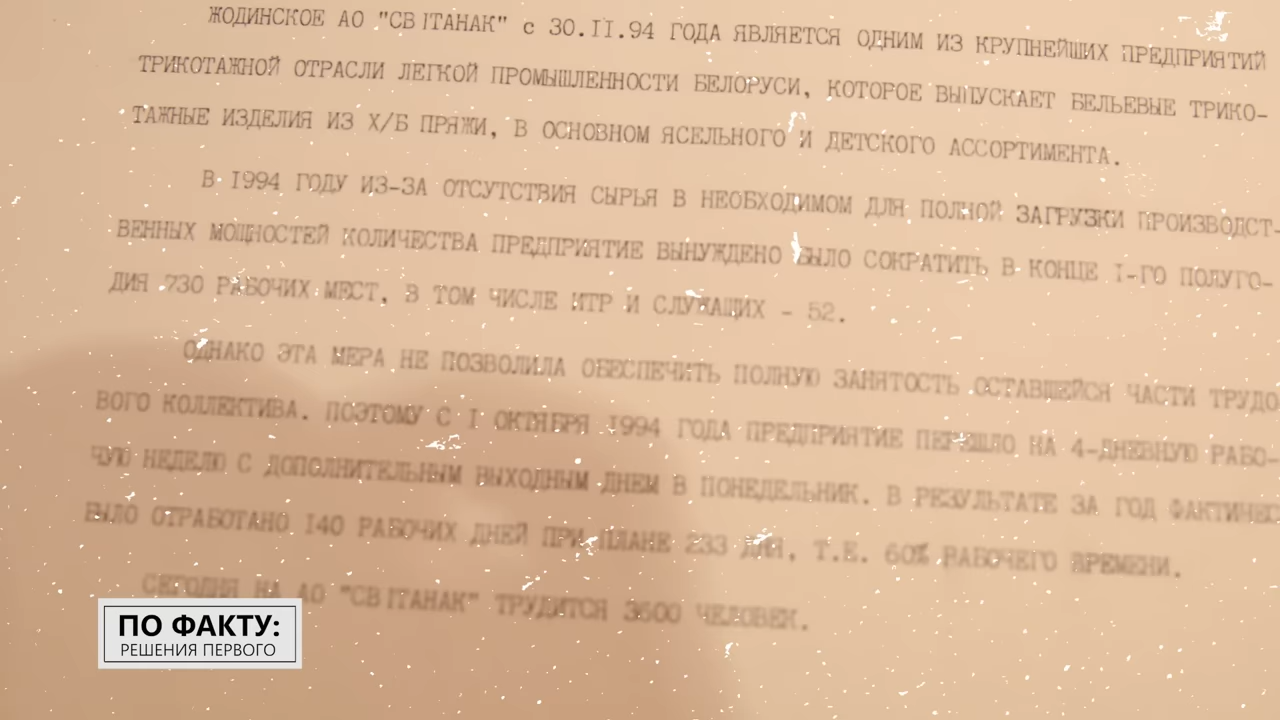 ЖОДИНСКОЕ АО "СВIТАНАК" с 30.II.94 ГОДА ЯВЛЯЕТСЯ ОДНИМ ИЗ КРУПНЕЙШИХ ПРЕДПРИЯТИЙ
ТРИКОТАЖНОЙ ОТРАСЛИ ЛЕГКОЙ ПРОМЫШЛЕННОСТИ БЕЛОРУСИ, КОТОРОЕ ВЫПУСКАЕТ БЕЛЬЕВЫЕ ТРИКО-
ТАЖНЫЕ ИЗДЕЛИЯ ИЗ Х/Б ПРЯЖИ, В ОСНОВНОМ ЯСЕЛЬНОГО И ДЕТСКОГО АССОРТИМЕНТА.
В I994 ГОДУ ИЗ-ЗА ОТСУТСТВИЯ СЫРЬЯ В НЕОБХОДИМОМ ДЛЯ ПОЛНОЙ ЗАГРУЗКИ ПРОИЗВОДСТ-
ВЕННЫХ МОЩНОСТЕЙ КОЛИЧЕСТВА ПРЕДПРИЯТИЕ ВЫНУЖДЕНО БЫЛО СОКРАТИТЬ В КОНЦЕ I-ГО ПОЛУГО-
ДИЯ 730 РАБОЧИХ МЕСТ, В ТОМ ЧИСЛЕ ИТР И СЛУЖАЩИХ - 52.
ОДНАКО ЭТА МЕРА НЕ ПОЗВОЛИЛА ОБЕСПЕЧИТЬ ПОЛНУЮ ЗАНЯТОСТЬ ОСТАВШЕЙСЯ ЧАСТИ ТРУДО
ВОГО КОЛЛЕКТИВА. ПОЭТОМУ С I ОКТЯБРЯ I994 ГОДА ПРЕДПРИЯТИЕ ПЕРЕШЛО НА 4-ДНЕВНУЮ РАБО-
ЧУЮ НЕДЕЛЮ С ДОПОЛНИТЕЛЬНЫМ ВЫХОДНЫМ ДНЕМ В ПОНЕДЕЛЬНИК. В РЕЗУЛЬТАТЕ ЗА ГОД ФАКТИЧЕС
БЫЛО ОТРАБОТАНО I40 РАБОЧИХ ДНЕЙ ПРИ ПЛАНЕ 233 ДНЯ, Т.Е. 60% РАБОЧЕГО ВРЕМЕНИ.
СЕГОДНЯ НА АО "СВIТАНАК" ТРУДИТСЯ 3600 ЧЕЛОВЕК.
ПО ФАКТУ:
РЕШЕНИЯ ПЕРВОГО